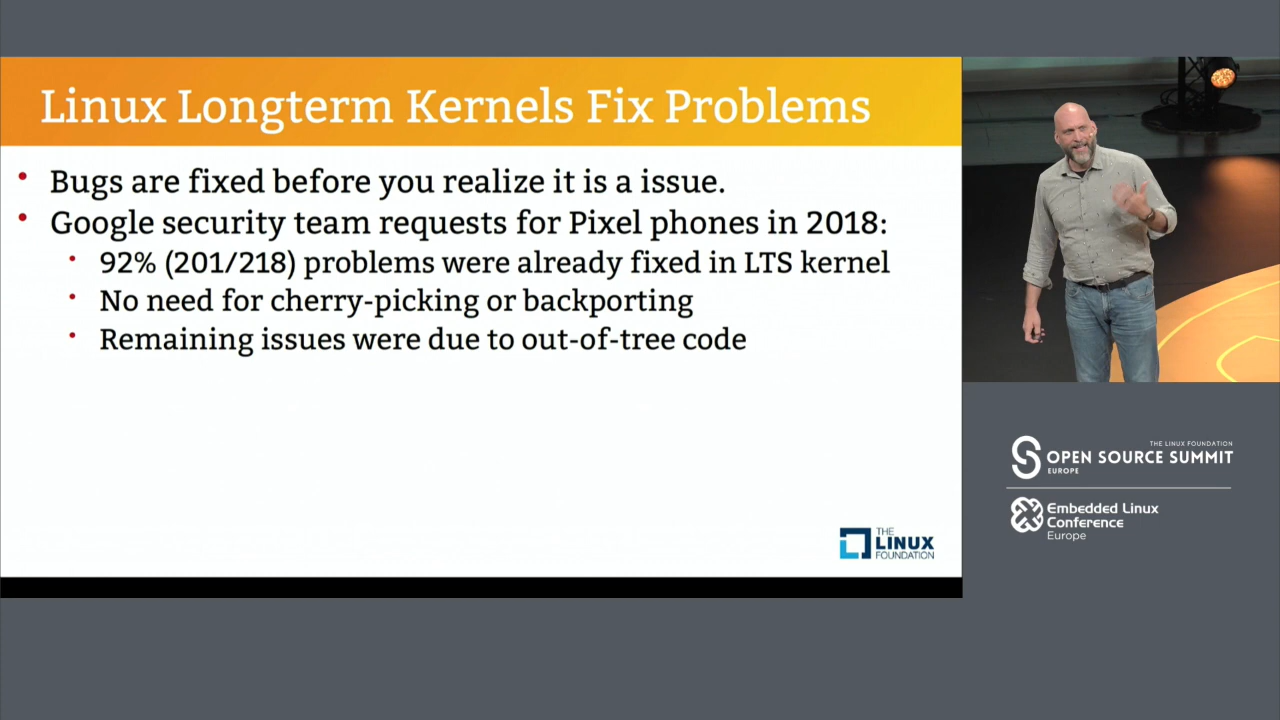 Linux Longterm Kernels Fix Problems
Bugs are fixed before you realize it is a issue.
Google security team requests for Pixel phones in 2018:
92% (201/218) problems were already fixed in LTS kernel
No need for cherry-picking or backporting
Remaining issues were due to out-of-tree code
THE
LINUX
FOUNDATION
THE LINUX FOUNDATION
OPEN SOURCE SUMMIT
EUROPE
Embedded Linux
Conference
Europe